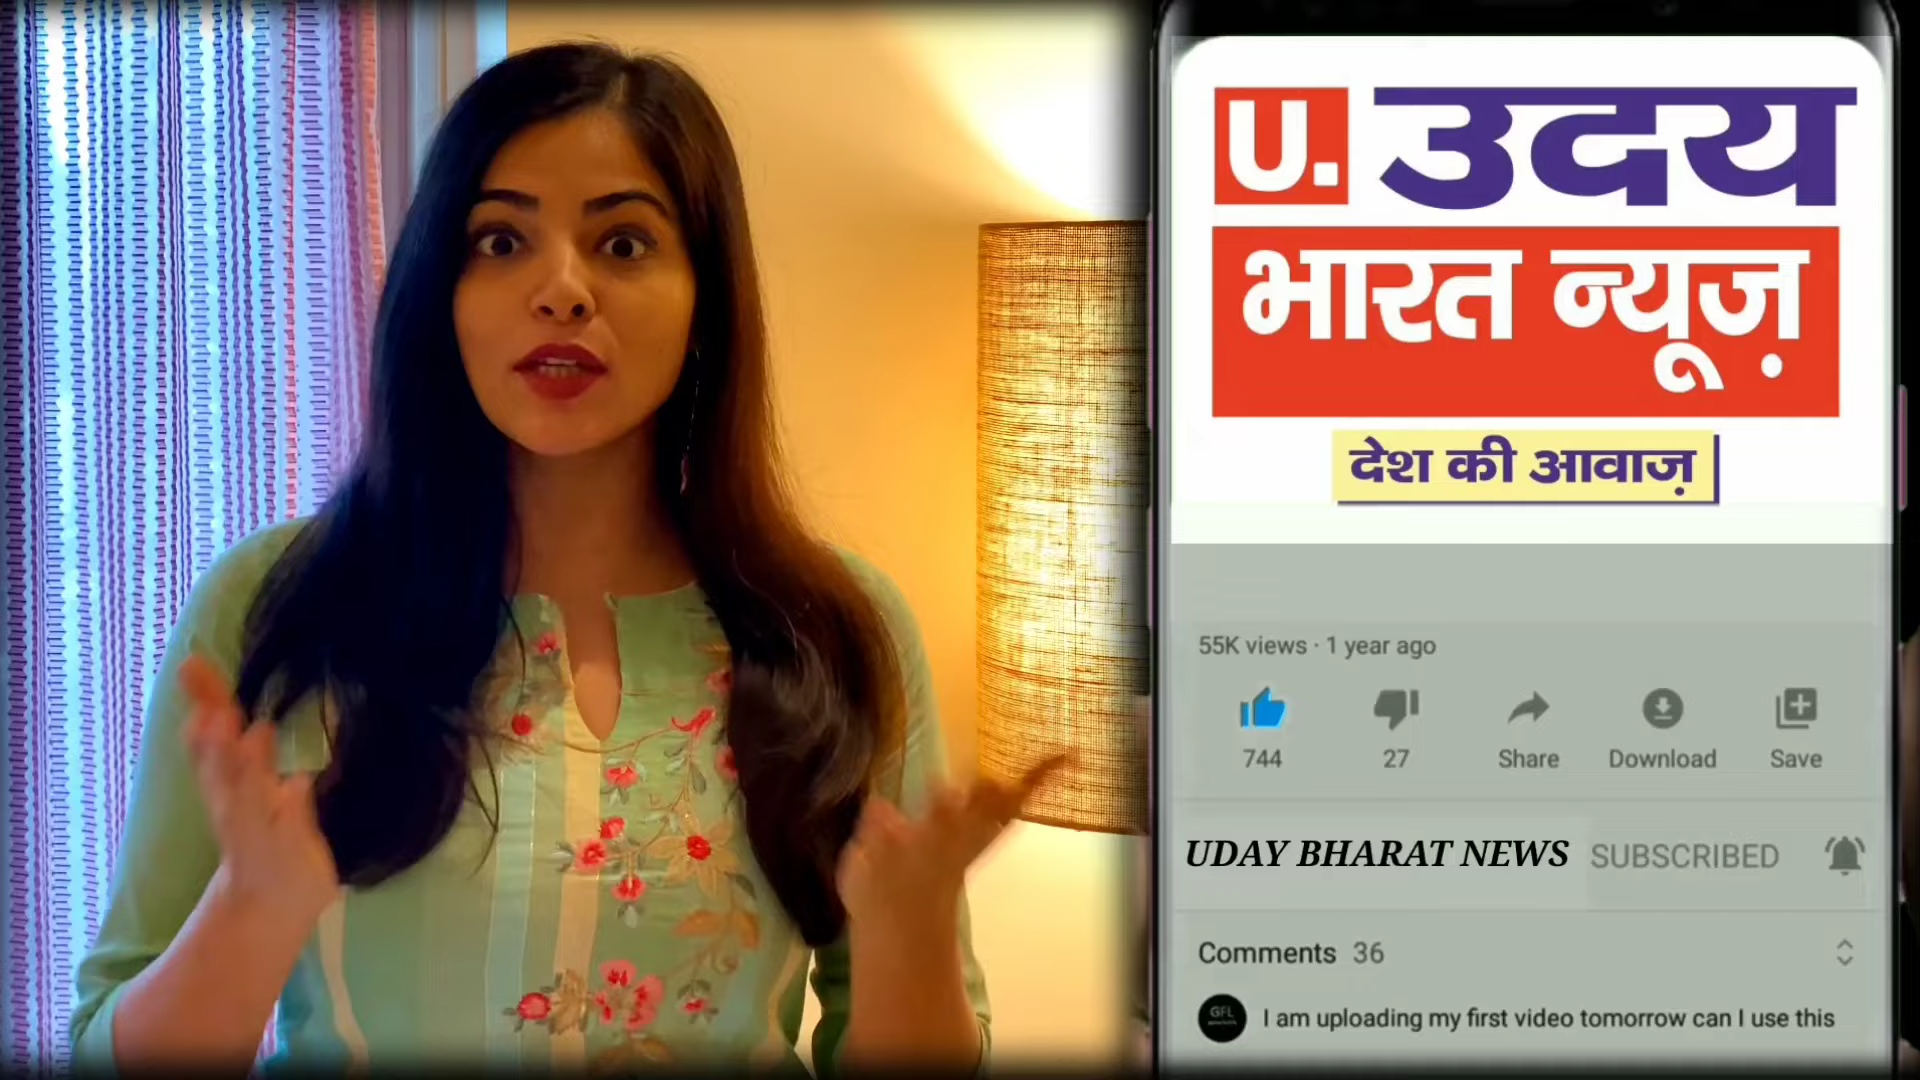 U. उदय
भारत न्यूज़
देश की आवाज़
55K views · 1 year ago
744
27
Share
Download
Save
UDAY BHARAT NEWS
SUBSCRIBED
Comments 36
GFL
I am uploading my first video tomorrow can I use this